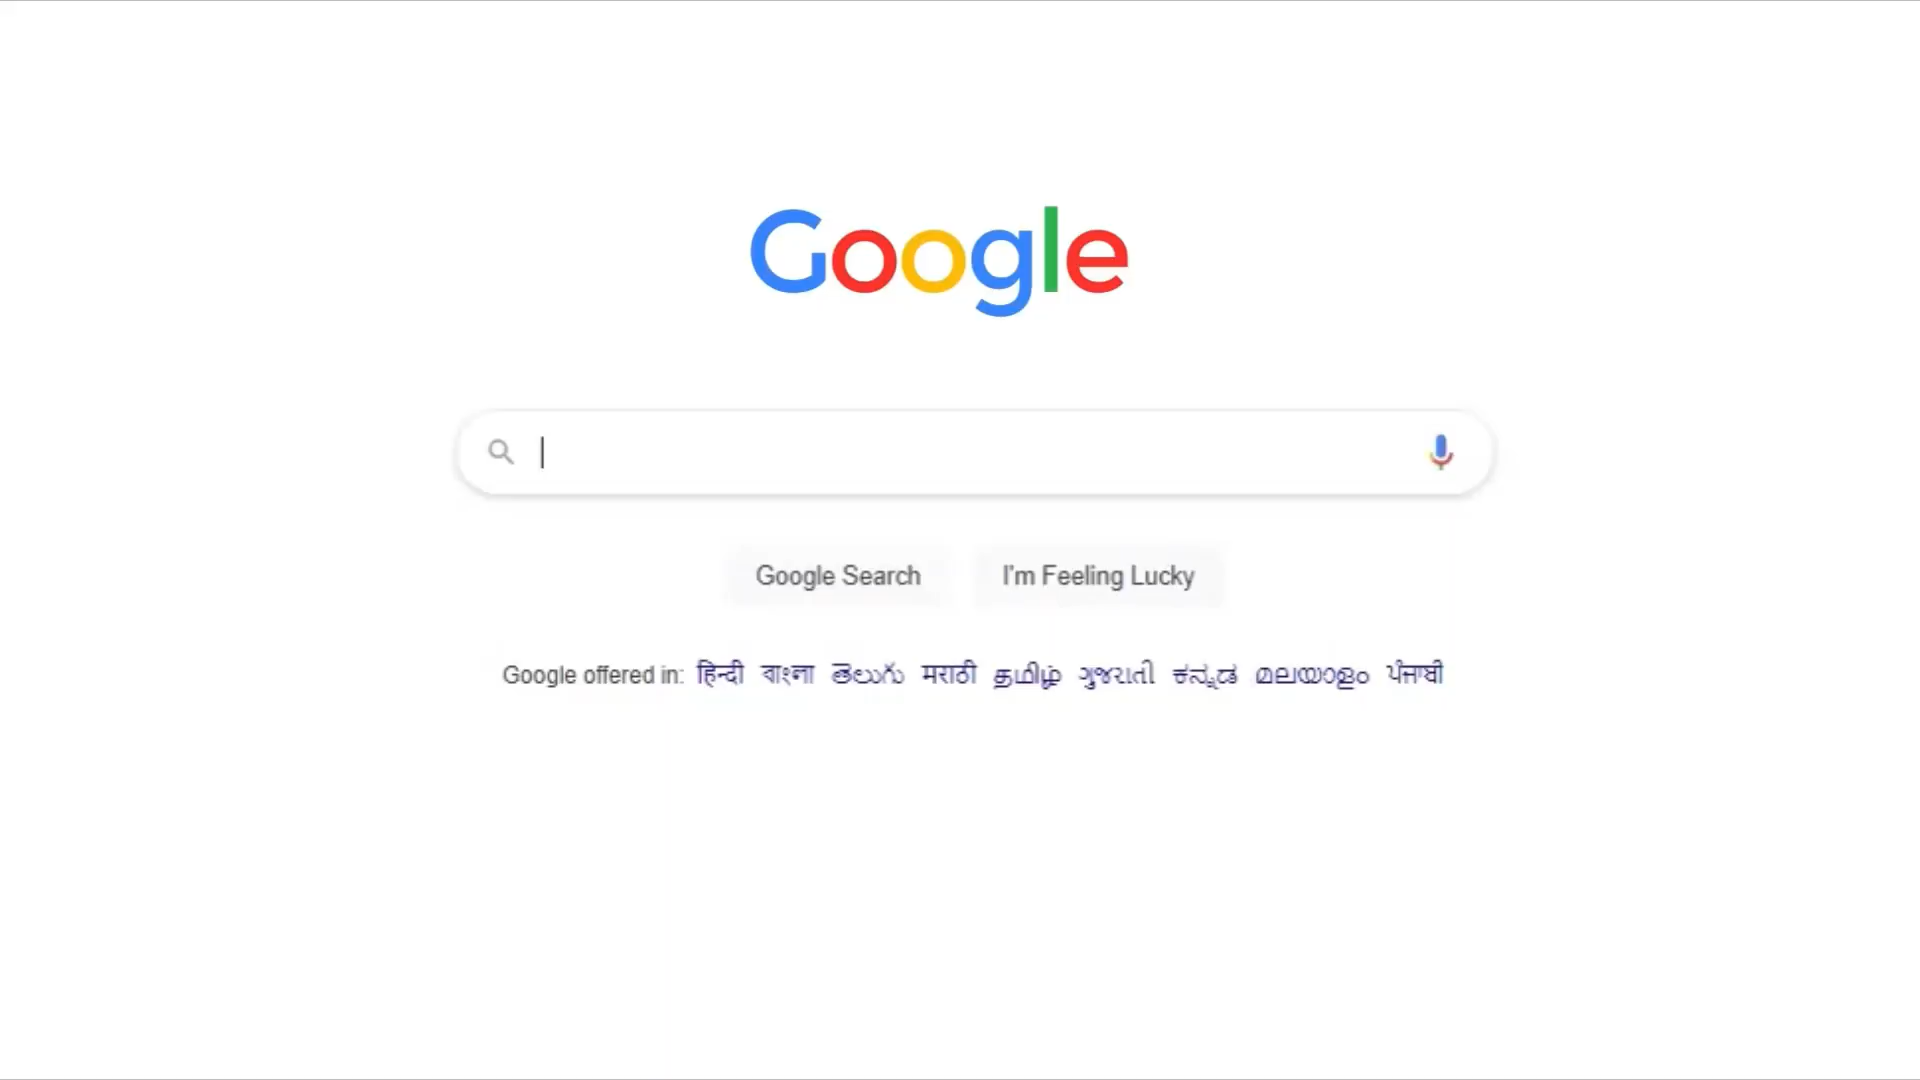 Google
Google Search I'm Feeling Lucky
Google offered in: हिन्दी বাংলা తెలుగు मराठी தமிழ் ગુજરાતી ಕನ್ನಡ മലയാളം ਪੰਜਾਬੀ